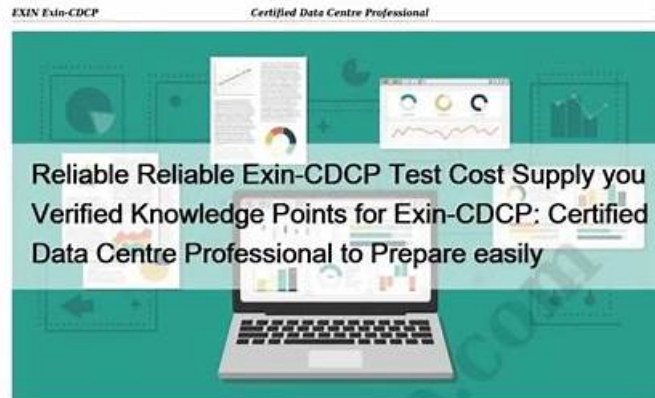 EXIN Exin-CDCP Certified Data Centre Professional
Reliable Reliable Exin-CDCP Test Cost Supply you
Verified Knowledge Points for Exin-CDCP: Certified
Data Centre Professional to Prepare easily